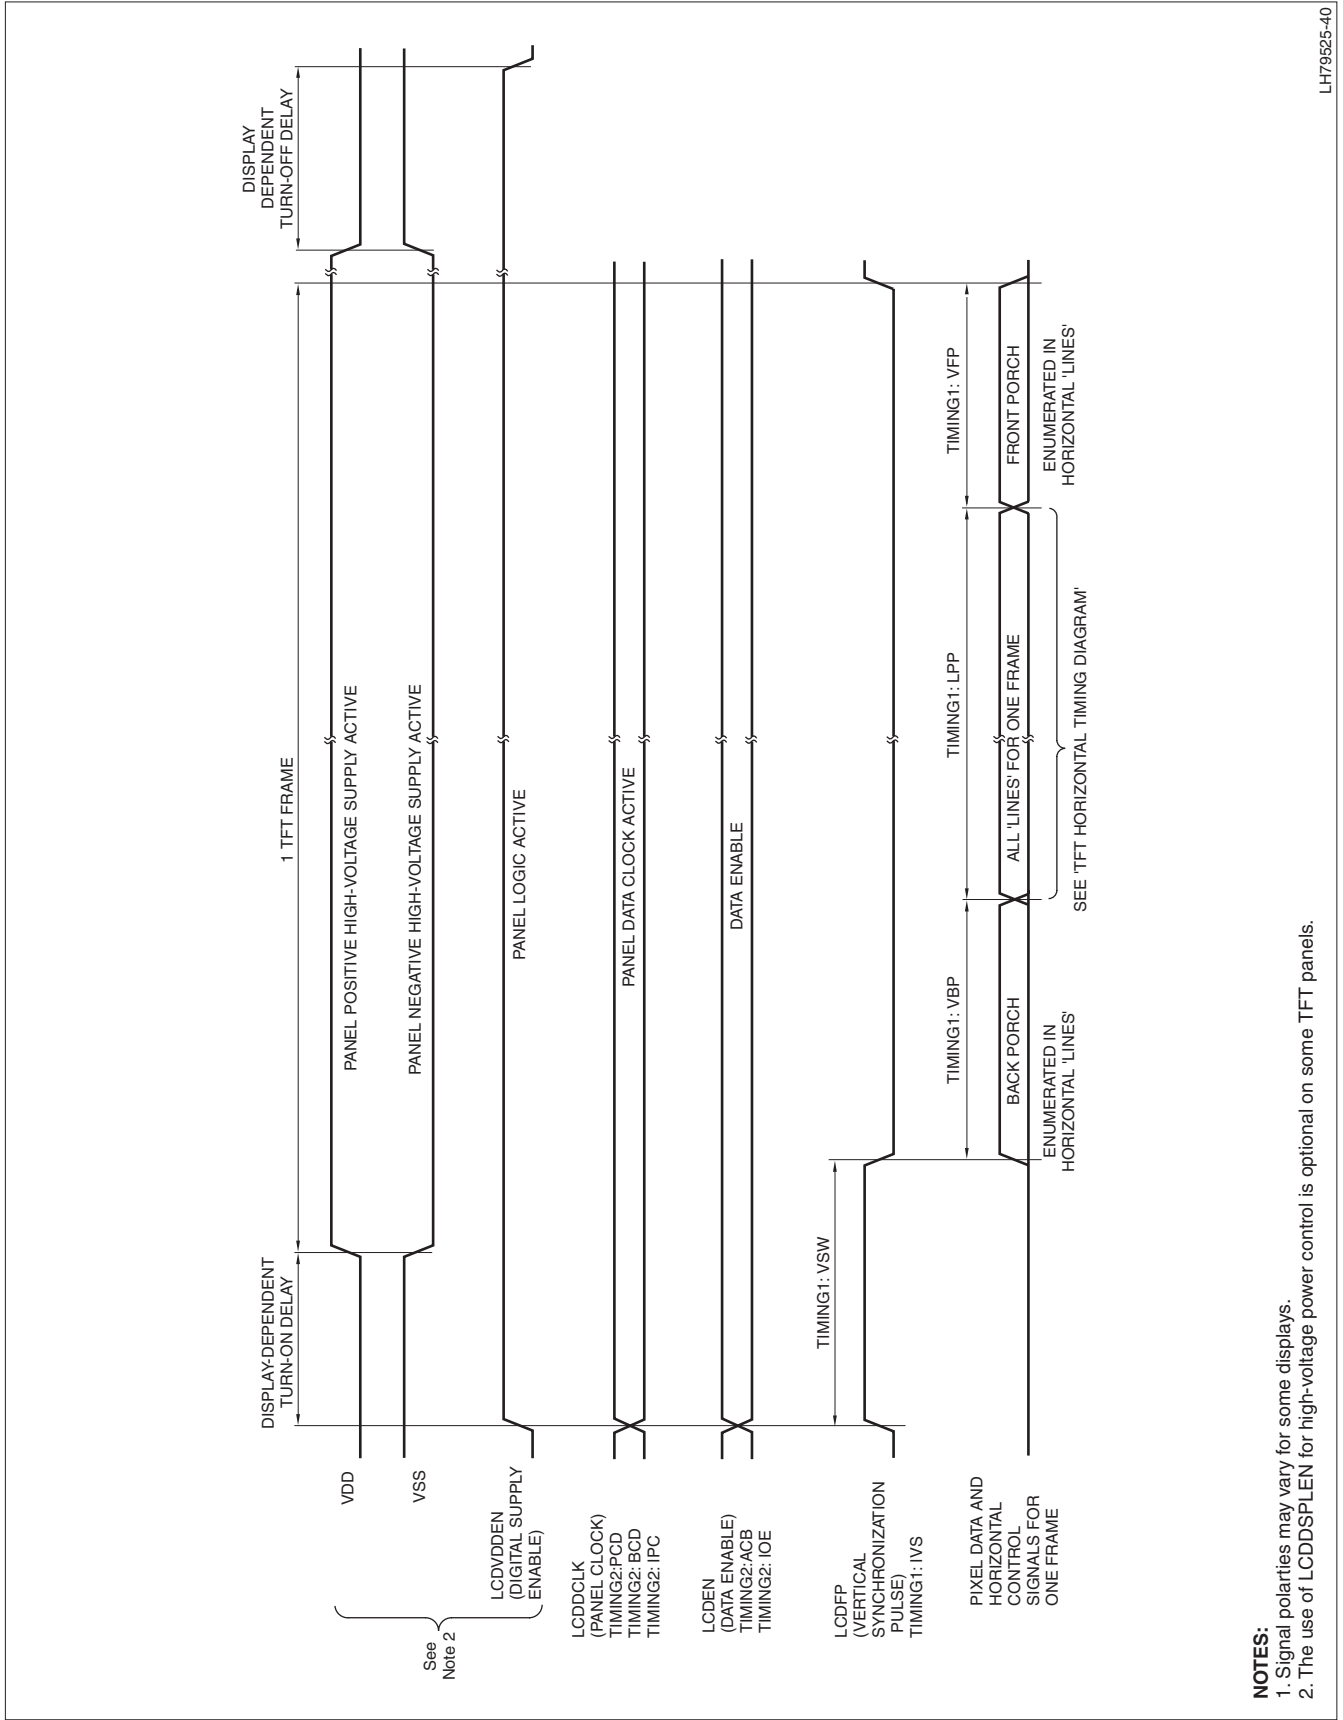 DISPLAY-DEPENDENT
TURN-ON DELAY
1 TFT FRAME
DISPLAY
DEPENDENT
TURN-OFF DELAY
VDD
PANEL POSITIVE HIGH-VOLTAGE SUPPLY ACTIVE
VSS
PANEL NEGATIVE HIGH-VOLTAGE SUPPLY ACTIVE
See
Note 2
LCDVDDEN
(DIGITAL SUPPLY
ENABLE)
PANEL LOGIC ACTIVE
LCDDCLK
(PANEL CLOCK)
TIMING2:PCD
TIMING2: BCD
TIMING2: IPC
PANEL DATA CLOCK ACTIVE
LCDEN
(DATA ENABLE)
TIMING2:ACB
TIMING2: IOE
DATA ENABLE
LCDFP
(VERTICAL
SYNCHRONIZATION
PULSE)
TIMING1: IVS
TIMING1: VSW
TIMING1: VBP
TIMING1: LPP
TIMING1: VFP
PIXEL DATA AND
HORIZONTAL
CONTROL
SIGNALS FOR
ONE FRAME
BACK PORCH
ALL 'LINES' FOR ONE FRAME
FRONT PORCH
ENUMERATED IN
HORIZONTAL 'LINES'
SEE 'TFT HORIZONTAL TIMING DIAGRAM'
ENUMERATED IN
HORIZONTAL 'LINES'
NOTES:
1. Signal polarties may vary for some displays.
2. The use of LCDDSPLEN for high-voltage power control is optional on some TFT panels.
LH79525-40